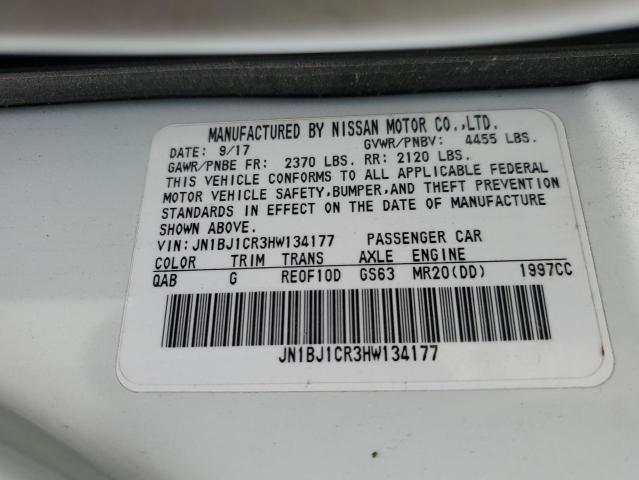 MANUFACTURED BY NISSAN MOTOR CO.,LTD.
DATE: 9/17 GVWR/PNBV: 4455 LBS.
GAWR/PNBE FR: 2370 LBS. RR: 2120 LBS.
THIS VEHICLE CONFORMS TO ALL APPLICABLE FEDERAL
MOTOR VEHICLE SAFETY,BUMPER,AND THEFT PREVENTION
STANDARDS IN EFFECT ON THE DATE OF MANUFACTURE
SHOWN ABOVE.
VIN: JN1BJ1CR3HW134177 PASSENGER CAR
COLOR TRIM TRANS AXLE ENGINE
QAB G RE0F10D GS63 MR20(DD) 1997CC
JN1BJ1CR3HW134177